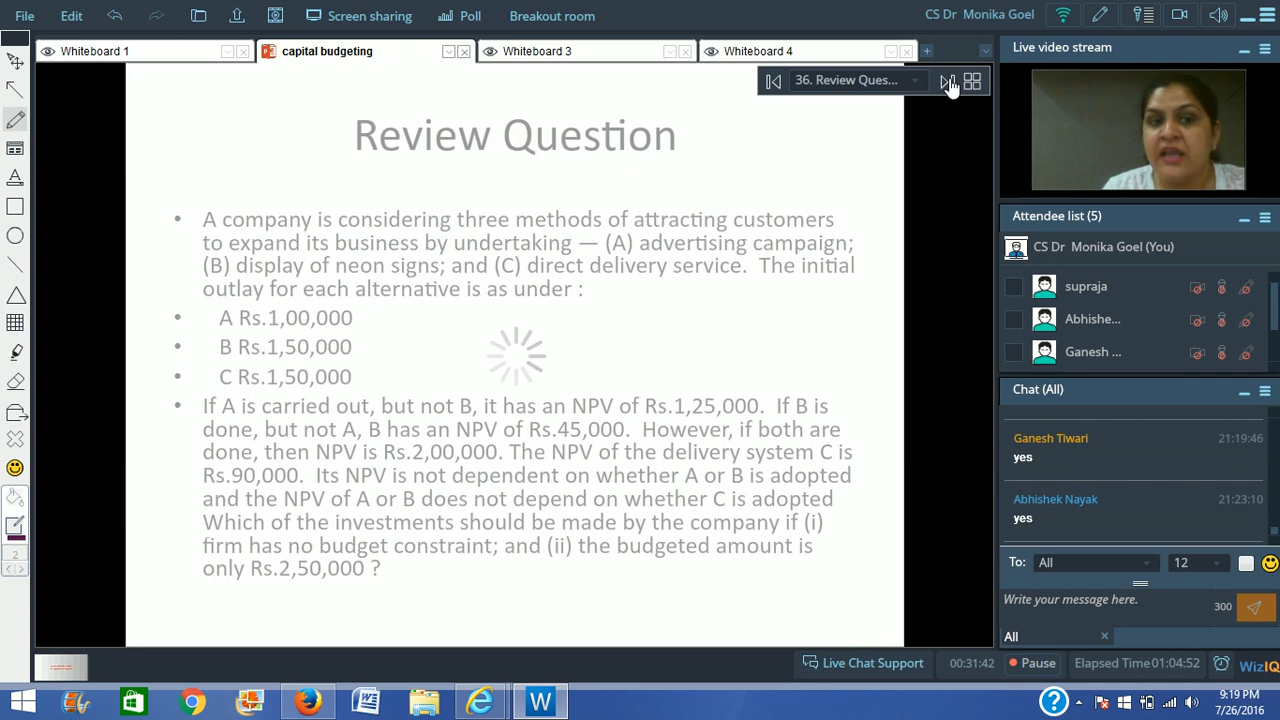 File Edit Screen sharing Poll Breakout room CS Dr Monika Goel
Whiteboard 1 capital budgeting Whiteboard 3 Whiteboard 4
Live video stream
36. Review Ques...
Review Question
• A company is considering three methods of attracting customers
to expand its business by undertaking — (A) advertising campaign;
(B) display of neon signs; and (C) direct delivery service. The initial
outlay for each alternative is as under :
• A Rs.1,00,000
• B Rs.1,50,000
• C Rs.1,50,000
• If A is carried out, but not B, it has an NPV of Rs.1,25,000. If B is
done, but not A, B has an NPV of Rs.45,000. However, if both are
done, then NPV is Rs.2,00,000. The NPV of the delivery system C is
Rs.90,000. Its NPV is not dependent on whether A or B is adopted
and the NPV of A or B does not depend on whether C is adopted
Which of the investments should be made by the company if (i)
firm has no budget constraint; and (ii) the budgeted amount is
only Rs.2,50,000 ?
Attendee list (5)
CS Dr Monika Goel (You)
supraja
Abhishe...
Ganesh ...
Chat (All)
Ganesh Tiwari 21:19:46
yes
Abhishek Nayak 21:23:10
yes
To: All 12
Write your message here. 300
All
2
Live Chat Support 00:31:42 Pause Elapsed Time 01:04:52 WizIQ
9:19 PM
7/26/2016